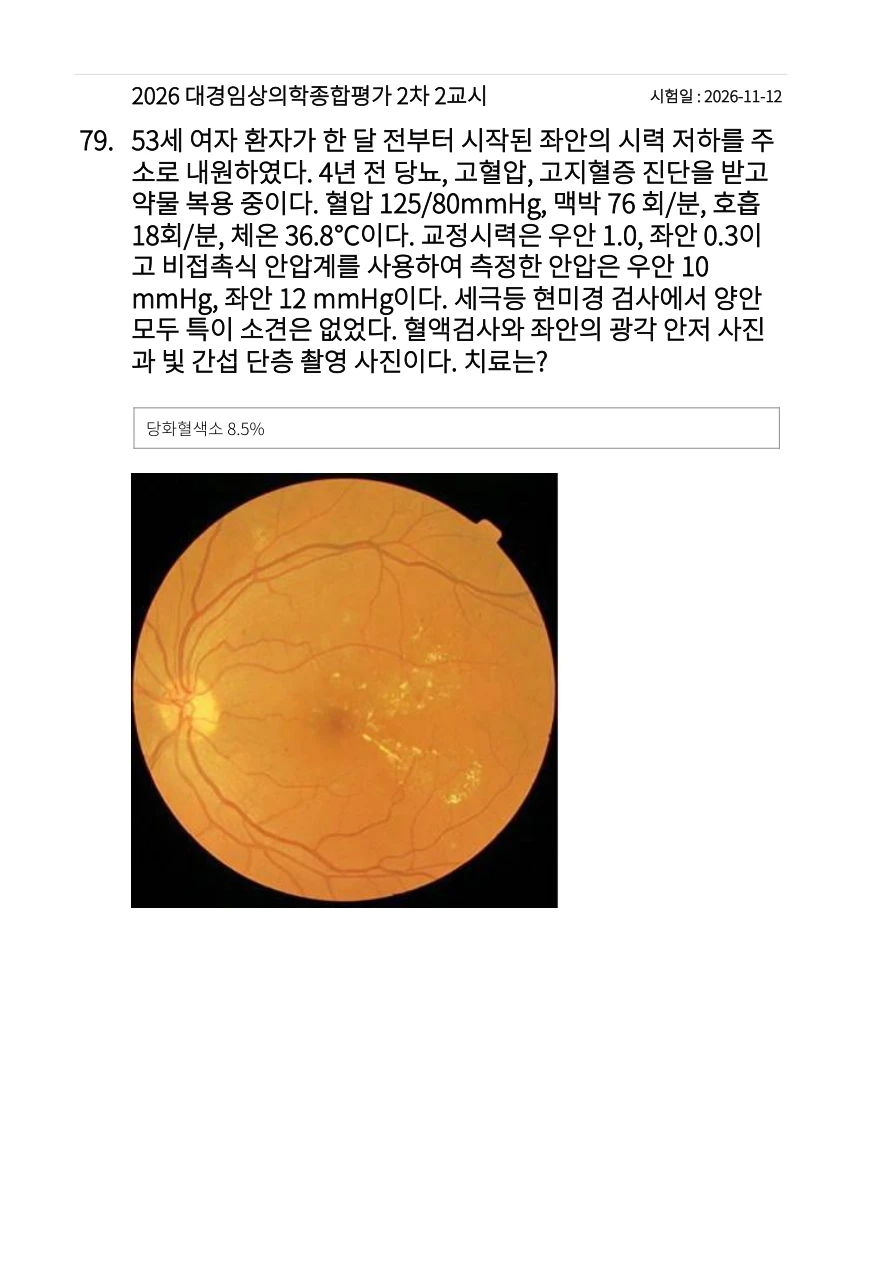 2026 대경임상의학종합평가 2차 2교시
시험일 : 2026-11-12
79. 53세 여자 환자가 한 달 전부터 시작된 좌안의 시력 저하를 주
소로 내원하였다. 4년 전 당뇨, 고혈압, 고지혈증 진단을 받고
약물 복용 중이다. 혈압 125/80mmHg, 맥박 76 회/분, 호흡
18회/분, 체온 36.8°C이다. 교정시력은 우안 1.0, 좌안 0.3이
고 비접촉식 안압계를 사용하여 측정한 안압은 우안 10
mmHg, 좌안 12 mmHg이다. 세극등 현미경 검사에서 양안
모두 특이 소견은 없었다. 혈액검사와 좌안의 광각 안저 사진
과 빛 간섭 단층 촬영 사진이다. 치료는?
당화혈색소 8.5%